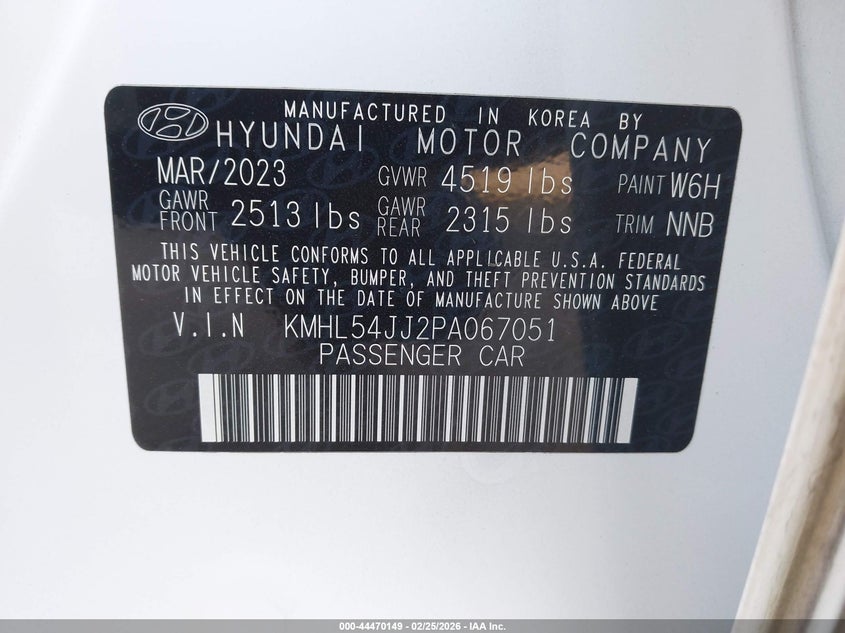 MANUFACTURED IN KOREA BY
HYUNDAI MOTOR COMPANY
MAR/2023 GVWR 4519 lbs PAINT W6H
GAWR FRONT 2513 lbs GAWR REAR 2315 lbs TRIM NNB
THIS VEHICLE CONFORMS TO ALL APPLICABLE U.S.A. FEDERAL
MOTOR VEHICLE SAFETY, BUMPER, AND THEFT PREVENTION STANDARDS
IN EFFECT ON THE DATE OF MANUFACTURE SHOWN ABOVE
V.I.N KMHL54JJ2PA067051
PASSENGER CAR
000-44470149 - 02/25/2026 - IAA Inc.